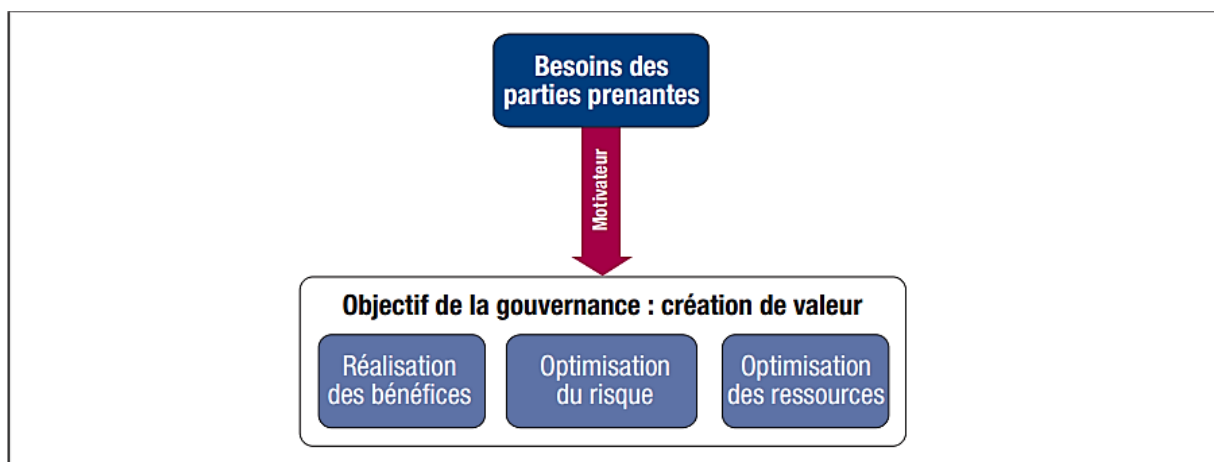 Besoins des
parties prenantes
Motivateur
Objectif de la gouvernance : création de valeur
Réalisation
des bénéfices
Optimisation
du risque
Optimisation
des ressources